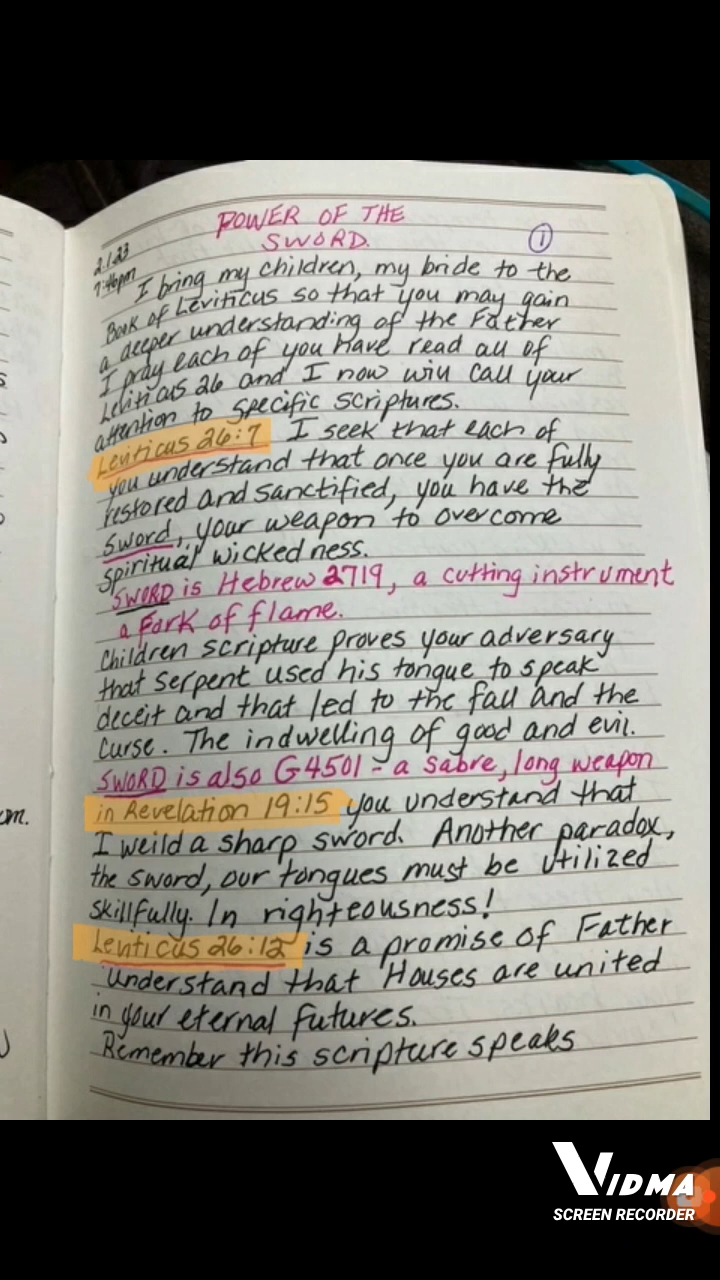 POWER OF THE
SWORD.
1
2.1.23
7:46pm
I bring my children, my bride to the
Book of Leviticus so that you may gain
a deeper understanding of the Father
I pray each of you have read all of
Leviticus 26 and I now will call your
attention to specific scriptures.
Leviticus 26:7 I seek that each of
you understand that once you are fully
restored and sanctified, you have the
sword, your weapon to overcome
spiritual wickedness.
SWORD is Hebrew 2719, a cutting instrument
a fork of flame.
Children scripture proves your adversary
that serpent used his tongue to speak
deceit and that led to the fall and the
curse. The indwelling of good and evil.
SWORD is also G4501 - a sabre, long weapon
in Revelation 19:15 you understand that
I weild a sharp sword. Another paradox,
the sword, our tongues must be utilized
skillfully. In righteousness!
Leviticus 26:12 is a promise of Father
Understand that Houses are united
in your eternal futures.
Remember this scripture speaks
om.
VIDMA
SCREEN RECORDER